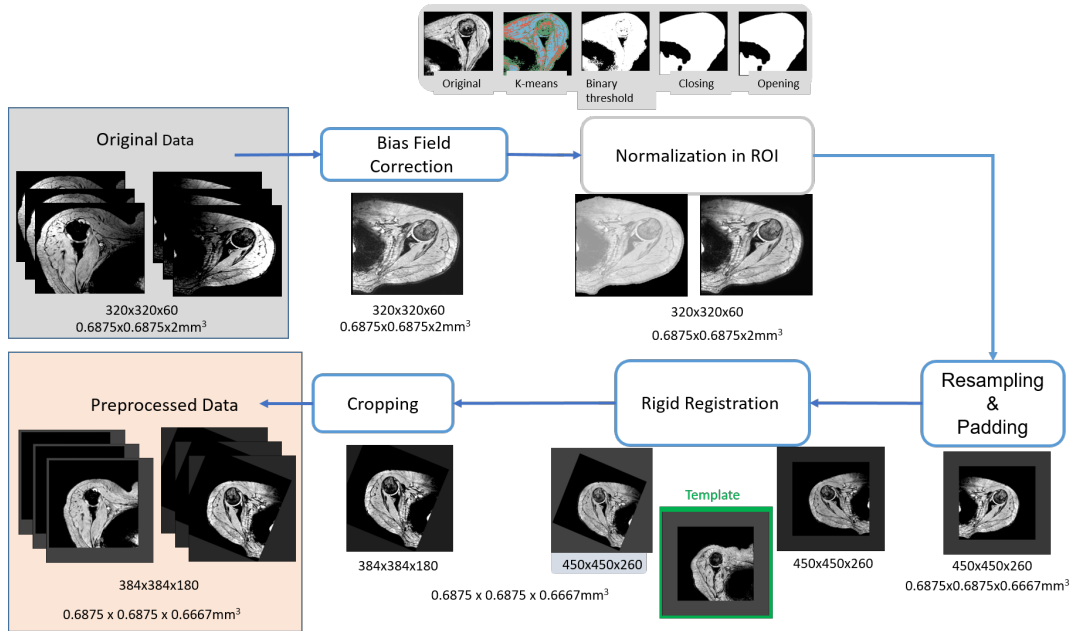 Original
K-means
Binary
threshold
Closing
Opening
Original Data
Bias Field
Correction
Normalization in ROI
320x320x60
0.6875x0.6875x2mm³
320x320x60
0.6875x0.6875x2mm³
320x320x60
0.6875x0.6875x2mm³
Preprocessed Data
Cropping
Rigid Registration
Resampling
&
Padding
Template
384x384x180
0.6875 x 0.6875 x 0.6667mm³
384x384x180
450x450x260
0.6875 x 0.6875 x 0.6667mm³
450x450x260
450x450x260
0.6875x0.6875x0.6667mm³